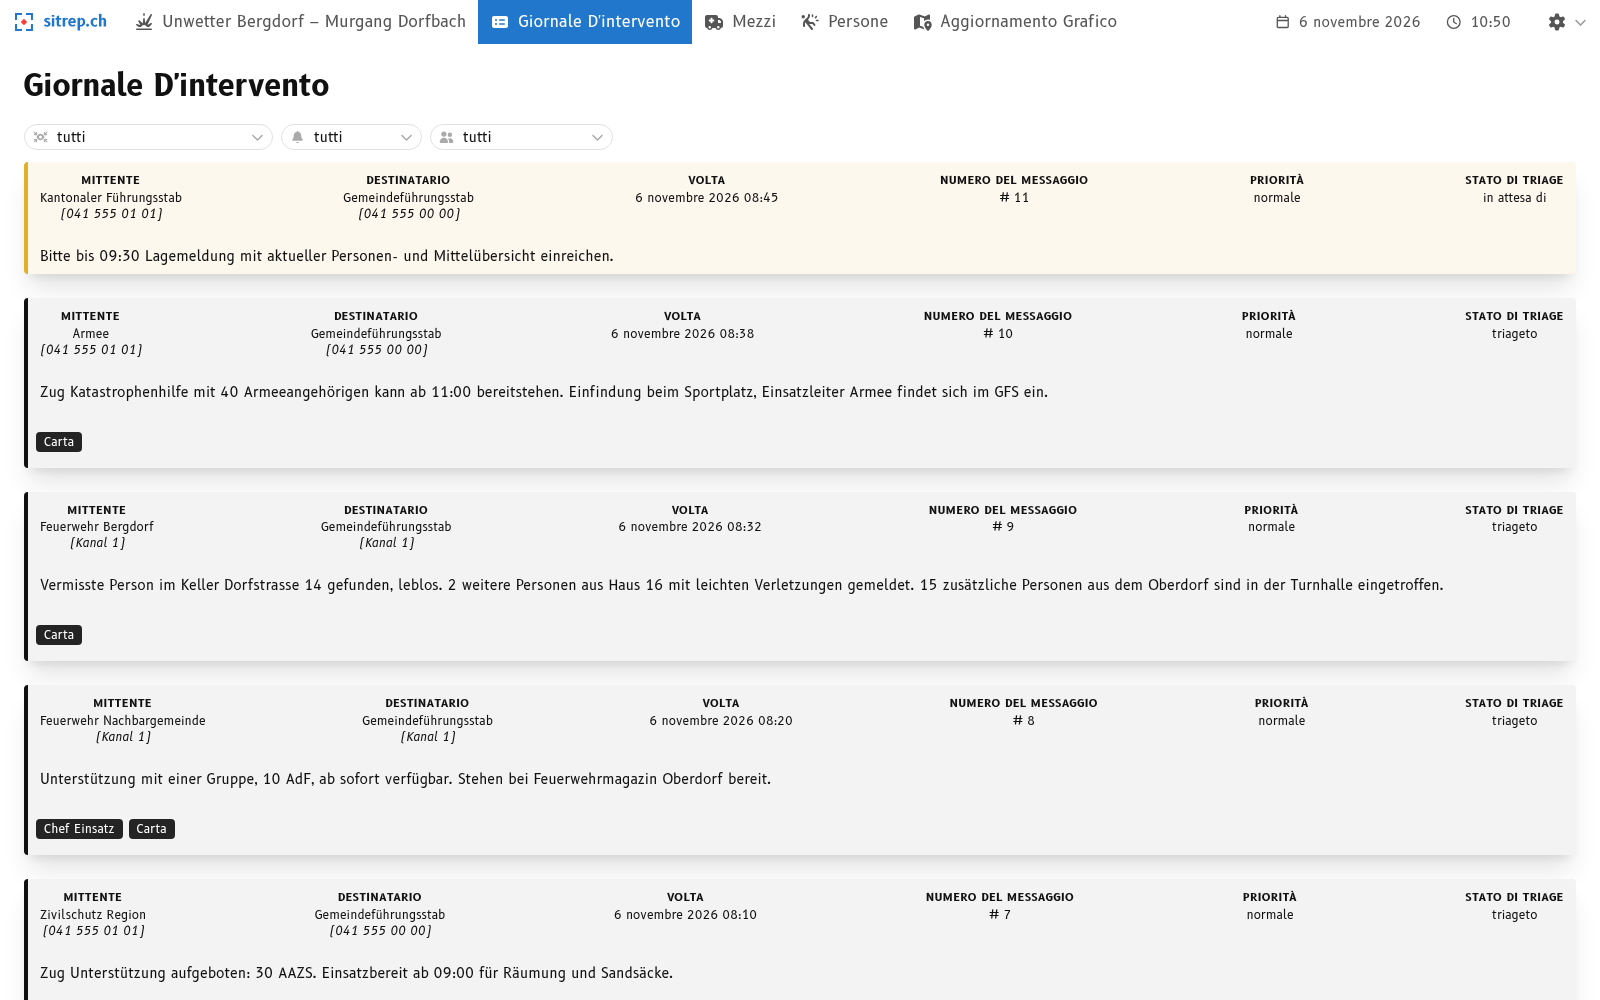 sitrep.ch Unwetter Bergdorf – Murgang Dorfbach Giornale D'intervento Mezzi Persone Aggiornamento Grafico 6 novembre 2026 10:50
Giornale D'intervento
tutti tutti tutti
MITTENTE DESTINATARIO VOLTA NUMERO DEL MESSAGGIO PRIORITÀ STATO DI TRIAGE
Kantonaler Führungsstab Gemeindeführungsstab 6 novembre 2026 08:45 # 11 normale in attesa di
[041 555 01 01] [041 555 00 00]
Bitte bis 09:30 Lagemeldung mit aktueller Personen- und Mittelübersicht einreichen.
MITTENTE DESTINATARIO VOLTA NUMERO DEL MESSAGGIO PRIORITÀ STATO DI TRIAGE
Armee Gemeindeführungsstab 6 novembre 2026 08:38 # 10 normale triageto
[041 555 01 01] [041 555 00 00]
Zug Katastrophenhilfe mit 40 Armeeangehörigen kann ab 11:00 bereitstehen. Einfindung beim Sportplatz, Einsatzleiter Armee findet sich im GFS ein.
Carta
MITTENTE DESTINATARIO VOLTA NUMERO DEL MESSAGGIO PRIORITÀ STATO DI TRIAGE
Feuerwehr Bergdorf Gemeindeführungsstab 6 novembre 2026 08:32 # 9 normale triageto
[Kanal 1] [Kanal 1]
Vermisste Person im Keller Dorfstrasse 14 gefunden, leblos. 2 weitere Personen aus Haus 16 mit leichten Verletzungen gemeldet. 15 zusätzliche Personen aus dem Oberdorf sind in der Turnhalle eingetroffen.
Carta
MITTENTE DESTINATARIO VOLTA NUMERO DEL MESSAGGIO PRIORITÀ STATO DI TRIAGE
Feuerwehr Nachbargemeinde Gemeindeführungsstab 6 novembre 2026 08:20 # 8 normale triageto
[Kanal 1] [Kanal 1]
Unterstützung mit einer Gruppe, 10 AdF, ab sofort verfügbar. Stehen bei Feuerwehrmagazin Oberdorf bereit.
Chef Einsatz Carta
MITTENTE DESTINATARIO VOLTA NUMERO DEL MESSAGGIO PRIORITÀ STATO DI TRIAGE
Zivilschutz Region Gemeindeführungsstab 6 novembre 2026 08:10 # 7 normale triageto
[041 555 01 01] [041 555 00 00]
Zug Unterstützung aufgeboten: 30 AAZS. Einsatzbereit ab 09:00 für Räumung und Sandsäcke.